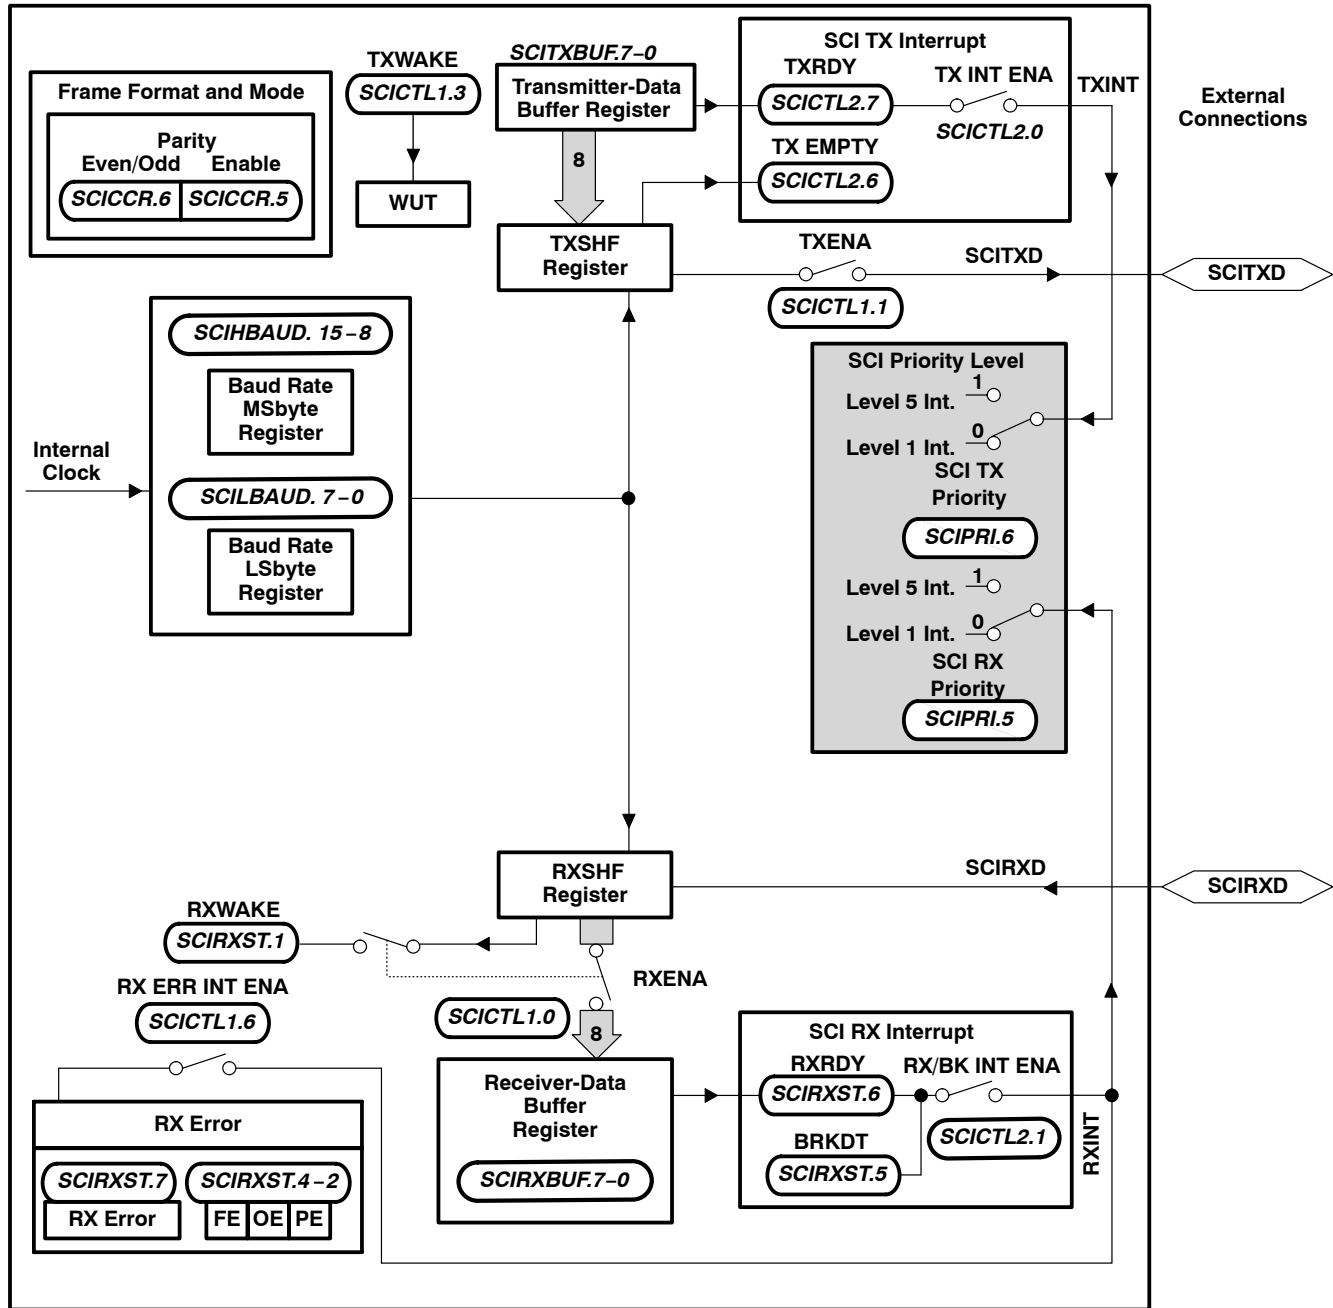 Frame Format and Mode
Parity
Even/Odd Enable
SCICCR.6 SCICCR.5
TXWAKE
SCICTL1.3
WUT
SCITXBUF.7–0
Transmitter-Data
Buffer Register
8
TXSHF
Register
SCI TX Interrupt
TXRDY
SCICTL2.7
TX INT ENA
SCICTL2.0
TX EMPTY
SCICTL2.6
TXINT
External
Connections
TXENA
SCICTL1.1
SCITXD
SCITXD
SCIHBAUD. 15–8
Baud Rate
MSbyte
Register
Internal
Clock
SCILBAUD. 7–0
Baud Rate
LSbyte
Register
SCI Priority Level
1
Level 5 Int.
0
Level 1 Int.
SCI TX
Priority
SCIPRI.6
1
Level 5 Int.
0
Level 1 Int.
SCI RX
Priority
SCIPRI.5
RXSHF
Register
SCIRXD
SCIRXD
RXWAKE
SCIRXST.1
RXENA
SCICTL1.0
8
RX ERR INT ENA
SCICTL1.6
Receiver-Data
Buffer
Register
SCIRXBUF.7–0
SCI RX Interrupt
RXRDY
SCIRXST.6
RX/BK INT ENA
SCICTL2.1
BRKDT
SCIRXST.5
RXINT
RX Error
SCIRXST.7 SCIRXST.4–2
RX Error FE OE PE